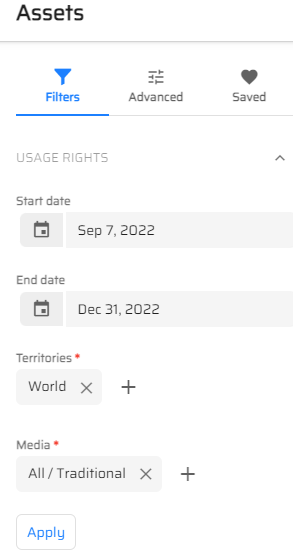 Assets
Filters
Advanced
Saved
USAGE RIGHTS
Start date
Sep 7, 2022
End date
Dec 31, 2022
Territories *
World
Media *
All / Traditional
Apply